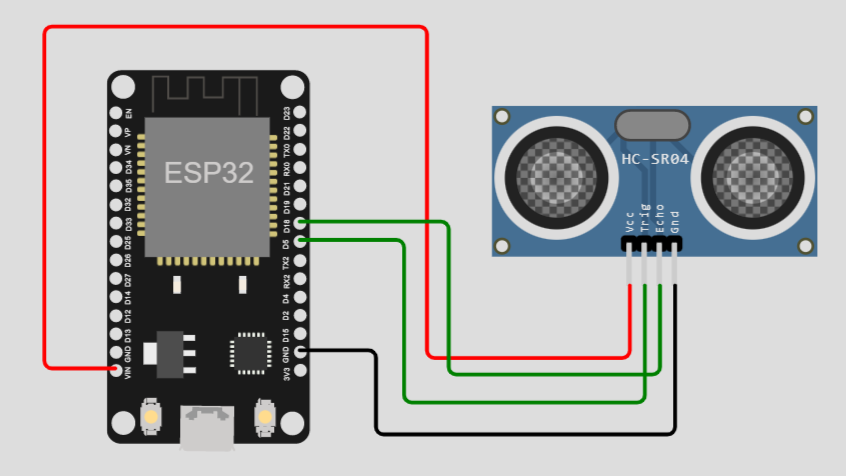 EN
VP
VN
D34
D35
D32
D33
D25
D26
D27
D14
D12
D13
GND
VIN
ESP32
D23
D22
TX0
RX0
D21
D19
D18
D5
TX2
RX2
D4
D2
D15
GND
3V3
HC-SR04
Vcc
Trig
Echo
Gnd